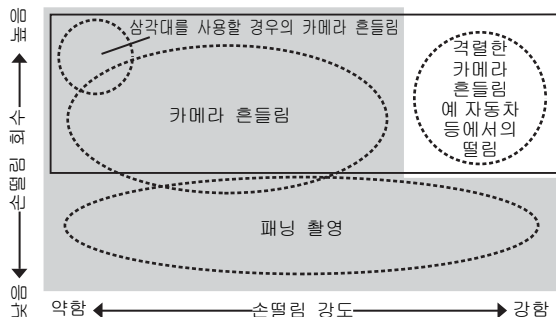 높음
삼각대를 사용할 경우의 카메라 흔들림
격렬한
카메라
흔들림
예 자동차
등에서의
떨림
카메라 흔들림
손떨림 회수
패닝 촬영
낮음
약함
손떨림 강도
강함